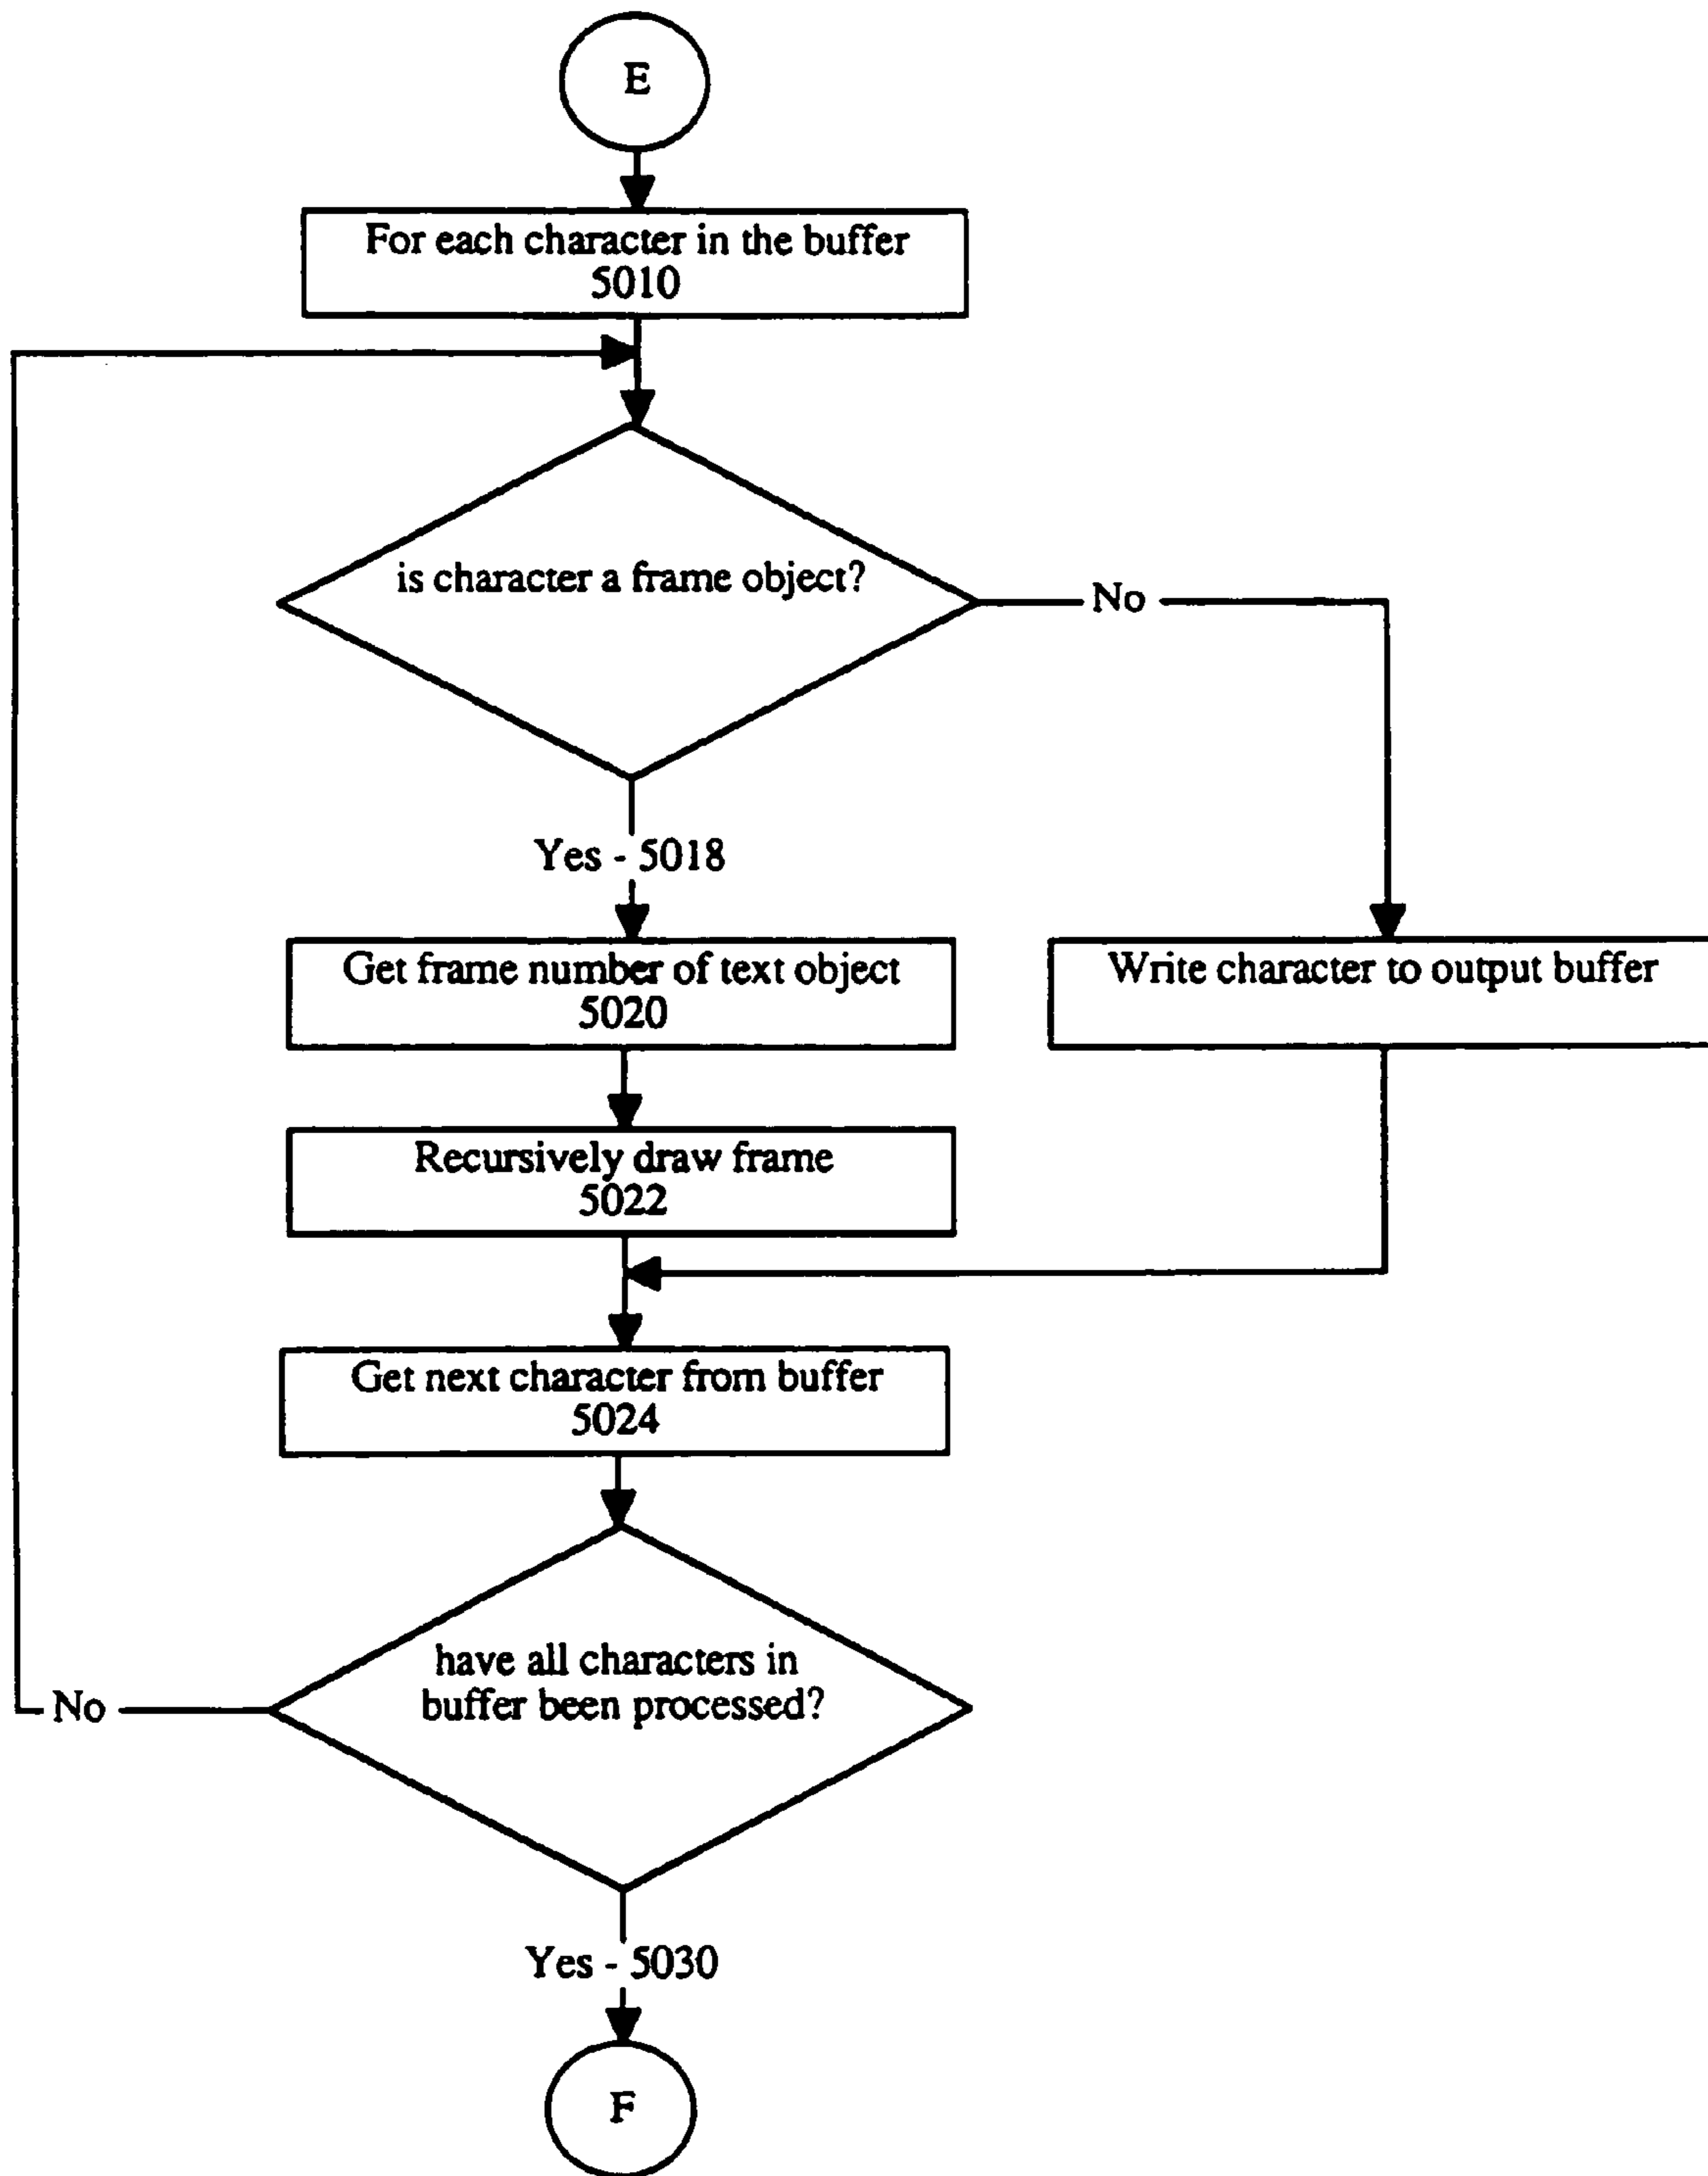 E
For each character in the buffer
5010
is character a frame object?
No
Yes - 5018
Get frame number of text object
5020
Write character to output buffer
Recursively draw frame
5022
Get next character from buffer
5024
have all characters in
buffer been processed?
No
Yes - 5030
F